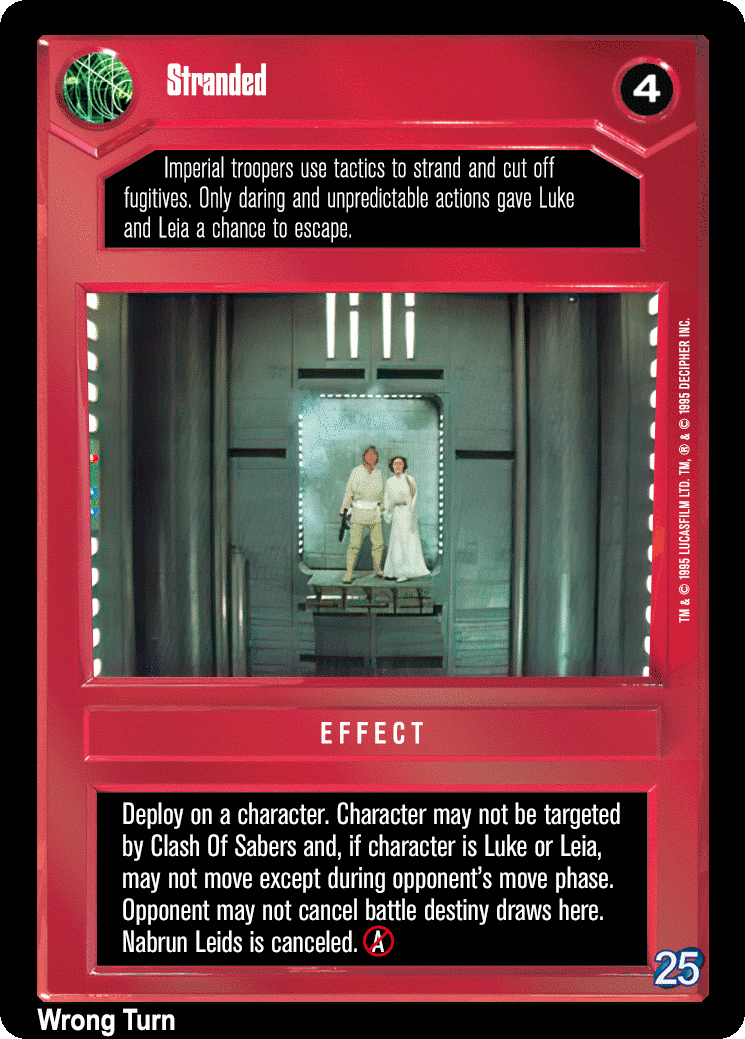 Stranded
4
Imperial troopers use tactics to strand and cut off
fugitives. Only daring and unpredictable actions gave Luke
and Leia a chance to escape.
TM & © 1995 LUCASFILM LTD. TM, ® & © 1995 DECIPHER INC.
EFFECT
Deploy on a character. Character may not be targeted
by Clash Of Sabers and, if character is Luke or Leia,
may not move except during opponent's move phase.
Opponent may not cancel battle destiny draws here.
Nabrun Leids is canceled. A
25
Wrong Turn